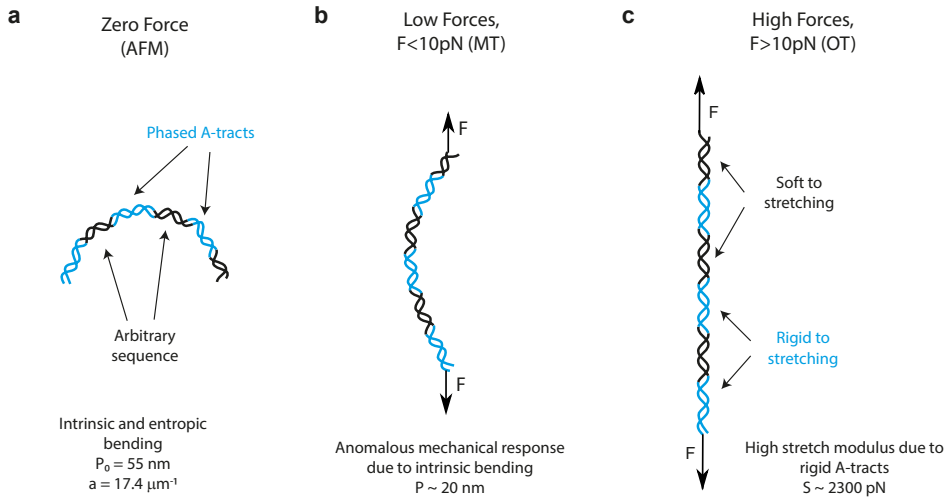 a
Zero Force
(AFM)
Phased A-tracts
Arbitrary
sequence
Intrinsic and entropic
bending
P₀ = 55 nm
a = 17.4 µm⁻¹
b
Low Forces,
F<10pN (MT)
F
F
Anomalous mechanical response
due to intrinsic bending
P ~ 20 nm
c
High Forces,
F>10pN (OT)
F
Soft to
stretching
Rigid to
stretching
F
High stretch modulus due to
rigid A-tracts
S ~ 2300 pN